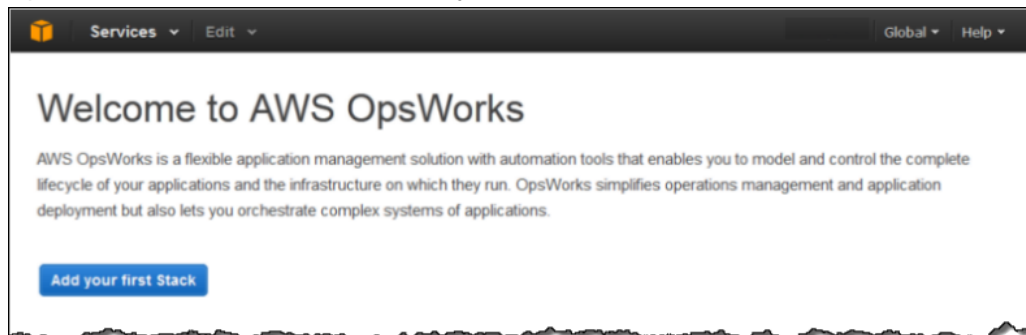 Services Edit Global Help
Welcome to AWS OpsWorks
AWS OpsWorks is a flexible application management solution with automation tools that enables you to model and control the complete
lifecycle of your applications and the infrastructure on which they run. OpsWorks simplifies operations management and application
deployment but also lets you orchestrate complex systems of applications.
Add your first Stack